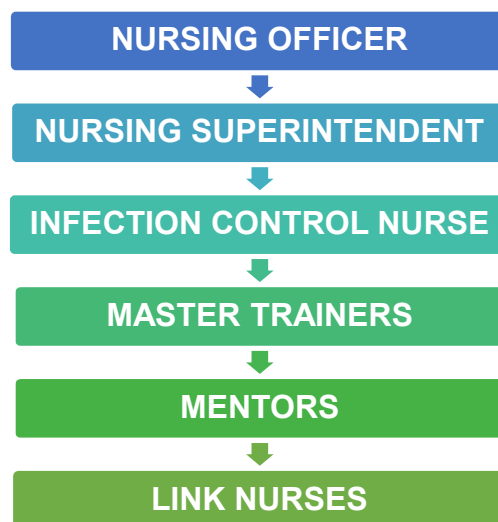 NURSING OFFICER
NURSING SUPERINTENDENT
INFECTION CONTROL NURSE
MASTER TRAINERS
MENTORS
LINK NURSES